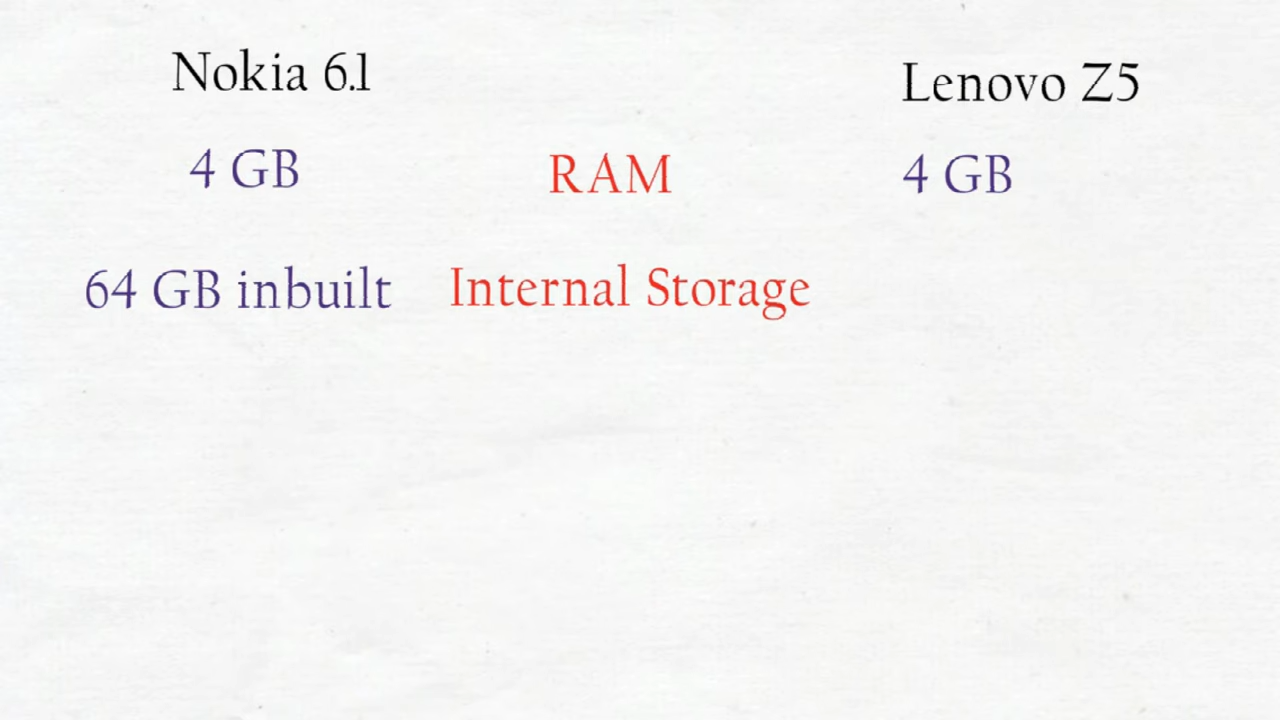 Nokia 6.1
Lenovo Z5
4 GB
RAM
4 GB
64 GB inbuilt
Internal Storage